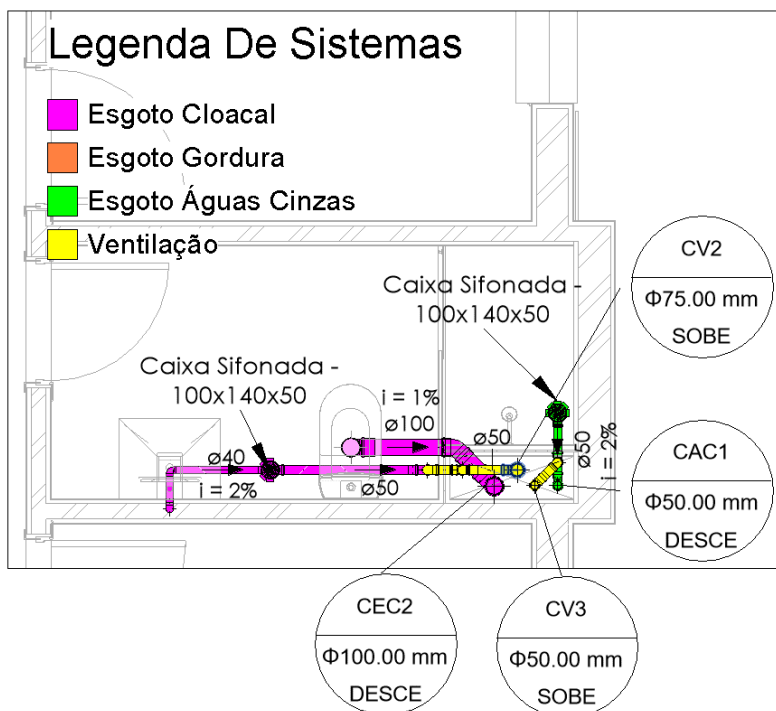 Legenda De Sistemas
Esgoto Cloacal
Esgoto Gordura
Esgoto Águas Cinzas
Ventilação
CV2
Φ75.00 mm
SOBE
Caixa Sifonada -
100x140x50
Caixa Sifonada -
100x140x50
i = 1%
ø100
ø50
ø50
i = 2%
ø40
i = 2%
ø50
CAC1
Φ50.00 mm
DESCE
CEC2
Φ100.00 mm
DESCE
CV3
Φ50.00 mm
SOBE